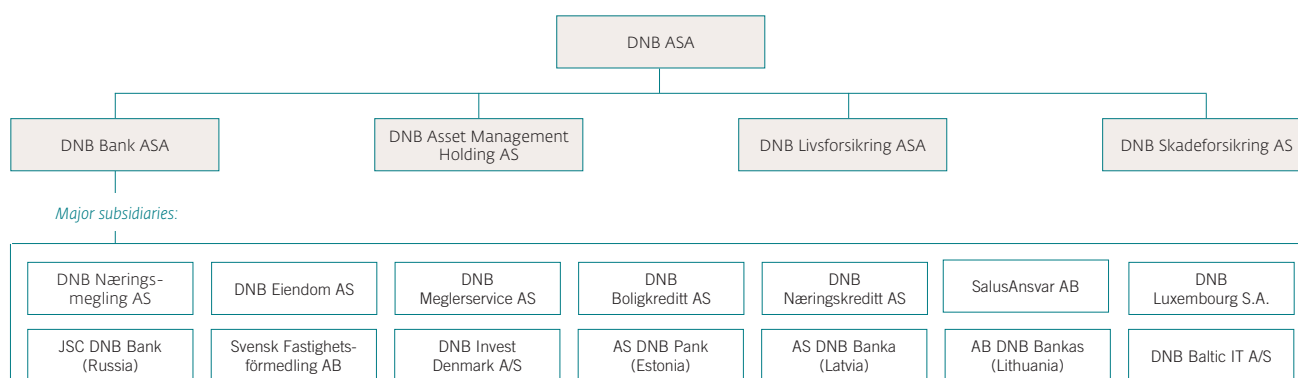 DNB ASA
DNB Bank ASA
DNB Asset Management
Holding AS
DNB Livsforsikring ASA
DNB Skadeforsikring AS
Major subsidiaries:
DNB Nærings-
megling AS
DNB Eiendom AS
DNB
Meglerservice AS
DNB
Boligkreditt AS
DNB
Næringskreditt AS
SalusAnsvar AB
DNB
Luxembourg S.A.
JSC DNB Bank
(Russia)
Svensk Fastighets-
förmedling AB
DNB Invest
Denmark A/S
AS DNB Pank
(Estonia)
AS DNB Banka
(Latvia)
AB DNB Bankas
(Lithuania)
DNB Baltic IT A/S